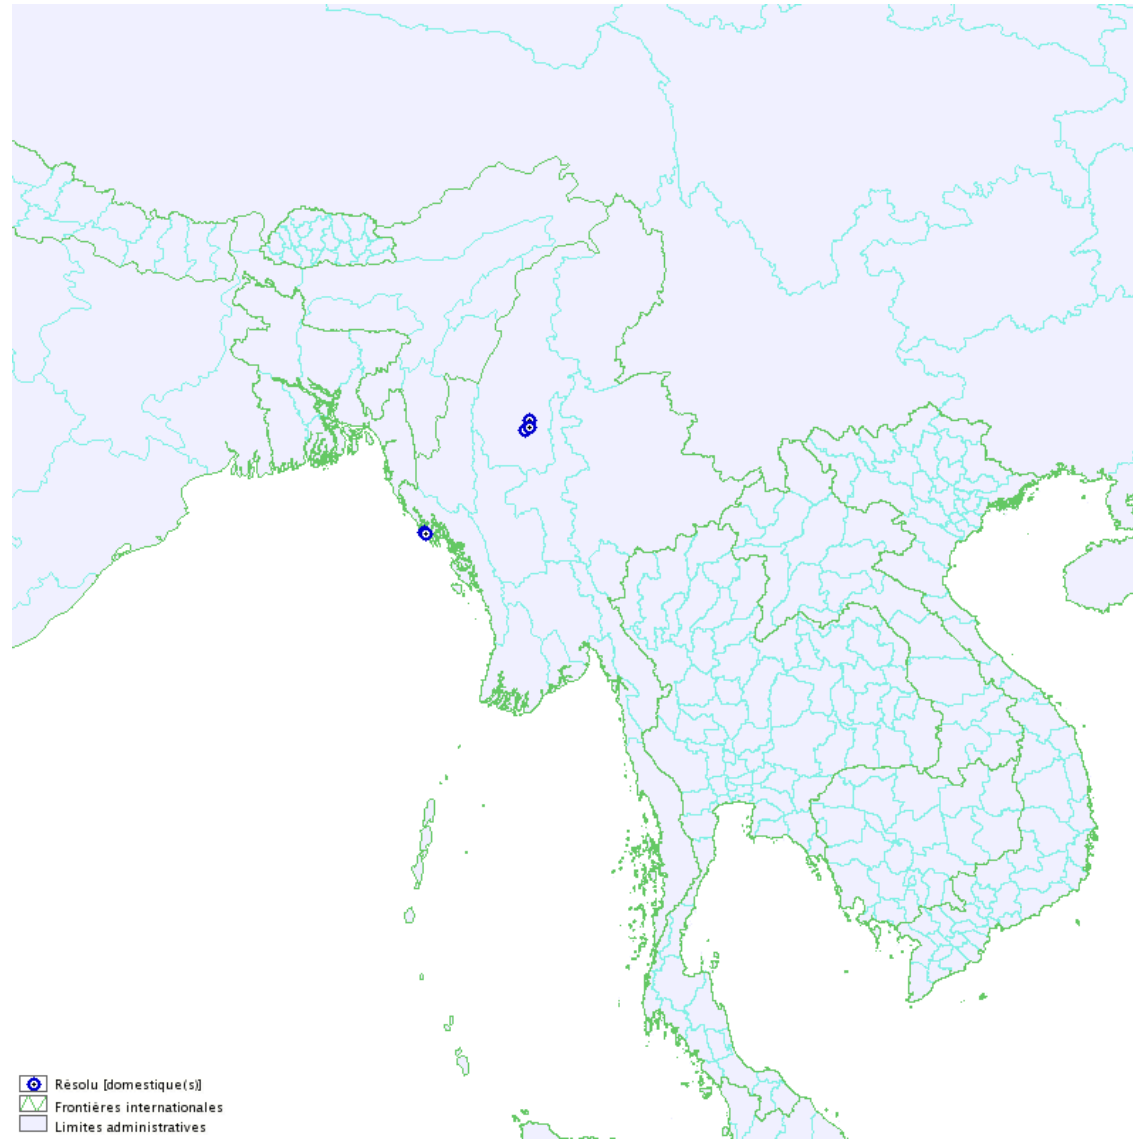 Résolu [domestique(s)]
Frontières internationales
Limites administratives